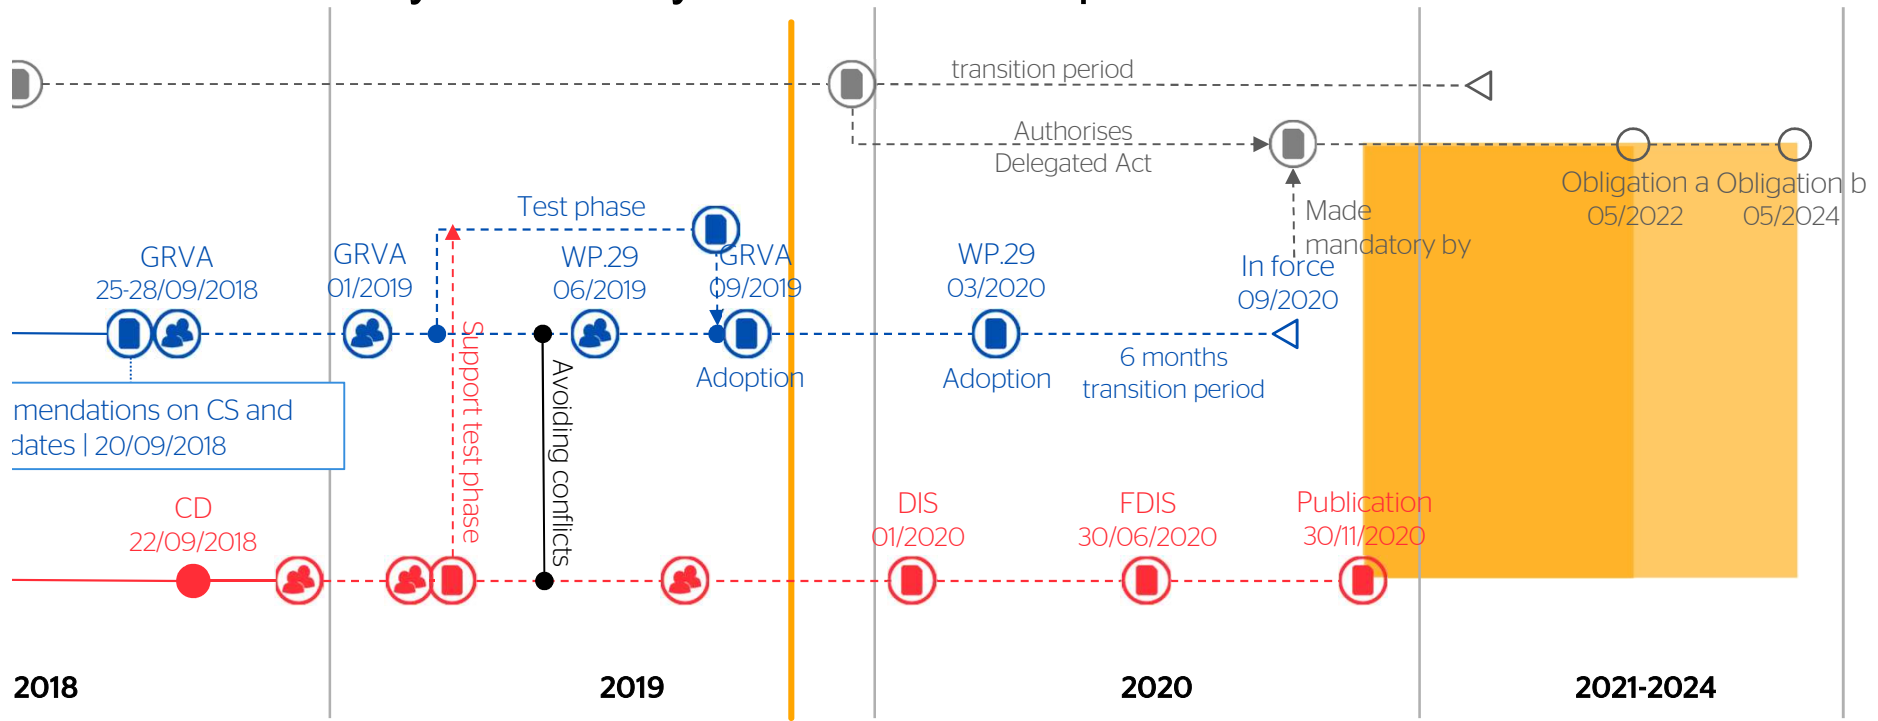 transition period
Authorises
Delegated Act
Obligation a
05/2022
Obligation b
05/2024
Made
mandatory by
Test phase
GRVA
25-28/09/2018
GRVA
01/2019
WP.29
06/2019
GRVA
09/2019
Adoption
WP.29
03/2020
Adoption
In force
09/2020
6 months
transition period
mendations on CS and
dates | 20/09/2018
Support test phase
Avoiding conflicts
CD
22/09/2018
DIS
01/2020
FDIS
30/06/2020
Publication
30/11/2020
2018
2019
2020
2021-2024